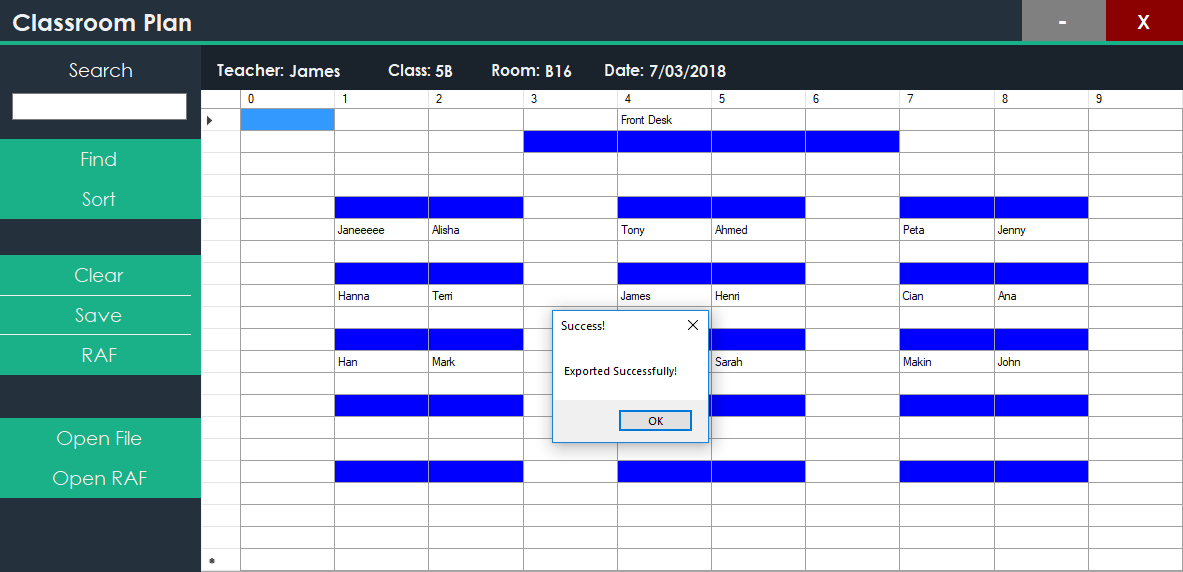 Classroom Plan - X
Search
Teacher: James Class: 5B Room: B16 Date: 7/03/2018
0 1 2 3 4 5 6 7 8 9
Front Desk
Find
Sort
Janeeeee Alisha Tony Ahmed Peta Jenny
Clear
Hanna Terri James Henri Cian Ana
Save
Success!
RAF
Han Mark Sarah Makin John
Exported Successfully!
OK
Open File
Open RAF